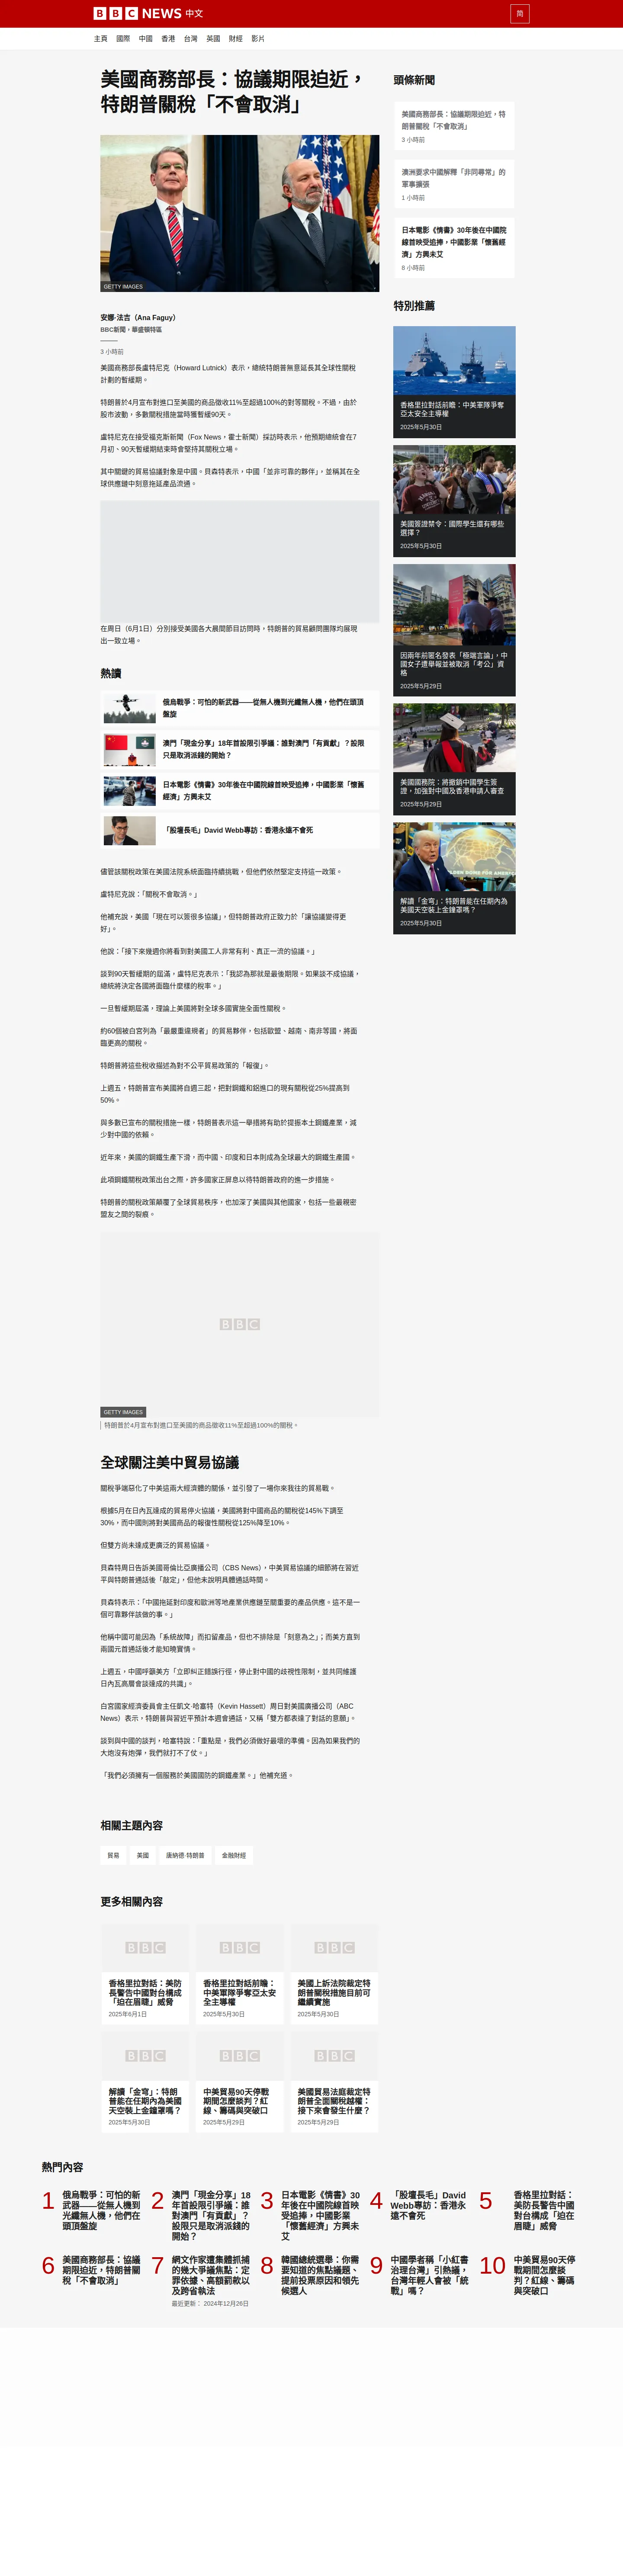 BBC NEWS 中文
简
主頁 國際 中國 香港 台灣 英國 財經 影片
美國商務部長：協議期限迫近，
特朗普關稅「不會取消」
GETTY IMAGES
安娜·法吉（Ana Faguy）
BBC新聞，華盛頓特區
3 小時前
美國商務部長盧特尼克（Howard Lutnick）表示，總統特朗普無意延長其全球性關稅
計劃的暫緩期。
特朗普於4月宣布對進口至美國的商品徵收11%至超過100%的對等關稅。不過，由於
股市波動，多數關稅措施當時獲暫緩90天。
盧特尼克在接受福克斯新聞（Fox News，霍士新聞）採訪時表示，他預期總統會在7
月初、90天暫緩期結束時會堅持其關稅立場。
其中關鍵的貿易協議對象是中國。貝森特表示，中國「並非可靠的夥伴」，並稱其在全
球供應鏈中刻意拖延產品流通。
在周日（6月1日）分別接受美國各大晨間節目訪問時，特朗普的貿易顧問團隊均展現
出一致立場。
熱讀
俄烏戰爭：可怕的新武器——從無人機到光纖無人機，他們在頭頂
盤旋
澳門「現金分享」18年首設限引爭議：誰對澳門「有貢獻」？設限
只是取消派錢的開始？
日本電影《情書》30年後在中國院線首映受追捧，中國影業「懷舊
經濟」方興未艾
「股壇長毛」David Webb專訪：香港永遠不會死
儘管該關稅政策在美國法院系統面臨持續挑戰，但他們依然堅定支持這一政策。
盧特尼克說：「關稅不會取消。」
他補充說，美國「現在可以簽很多協議」，但特朗普政府正致力於「讓協議變得更
好」。
他說：「接下來幾週你將看到對美國工人非常有利、真正一流的協議。」
談到90天暫緩期的屆滿，盧特尼克表示：「我認為那就是最後期限。如果談不成協議，
總統將決定各國將面臨什麼樣的稅率。」
一旦暫緩期屆滿，理論上美國將對全球多國實施全面性關稅。
約60個被白宮列為「最嚴重違規者」的貿易夥伴，包括歐盟、越南、南非等國，將面
臨更高的關稅。
特朗普將這些稅收描述為對不公平貿易政策的「報復」。
上週五，特朗普宣布美國將自週三起，把對鋼鐵和鋁進口的現有關稅從25%提高到
50%。
與多數已宣布的關稅措施一樣，特朗普表示這一舉措將有助於提振本土鋼鐵產業，減
少對中國的依賴。
近年來，美國的鋼鐵生產下滑，而中國、印度和日本則成為全球最大的鋼鐵生產國。
此項鋼鐵關稅政策出台之際，許多國家正屏息以待特朗普政府的進一步措施。
特朗普的關稅政策顛覆了全球貿易秩序，也加深了美國與其他國家，包括一些最親密
盟友之間的裂痕。
BBC
GETTY IMAGES
特朗普於4月宣布對進口至美國的商品徵收11%至超過100%的關稅。
全球關注美中貿易協議
關稅爭端惡化了中美這兩大經濟體的關係，並引發了一場你來我往的貿易戰。
根據5月在日內瓦達成的貿易停火協議，美國將對中國商品的關稅從145%下調至
30%，而中國則將對美國商品的報復性關稅從125%降至10%。
但雙方尚未達成更廣泛的貿易協議。
貝森特周日告訴美國哥倫比亞廣播公司（CBS News），中美貿易協議的細節將在習近
平與特朗普通話後「敲定」，但他未說明具體通話時間。
貝森特表示：「中國拖延對印度和歐洲等地產業供應鏈至關重要的產品供應。這不是一
個可靠夥伴該做的事。」
他稱中國可能因為「系統故障」而扣留產品，但也不排除是「刻意為之」；而美方直到
兩國元首通話後才能知曉實情。
上週五，中國呼籲美方「立即糾正錯誤行徑，停止對中國的歧視性限制，並共同維護
日內瓦高層會談達成的共識」。
白宮國家經濟委員會主任凱文·哈塞特（Kevin Hassett）周日對美國廣播公司（ABC
News）表示，特朗普與習近平預計本週會通話，又稱「雙方都表達了對話的意願」。
談到與中國的談判，哈塞特說：「重點是，我們必須做好最壞的準備。因為如果我們的
大炮沒有炮彈，我們就打不了仗。」
「我們必須擁有一個服務於美國國防的鋼鐵產業。」他補充道。
相關主題內容
貿易 美國 唐納德·特朗普 金融財經
更多相關內容
BBC BBC BBC
香格里拉對話：美防
長警告中國對台構成
「迫在眉睫」威脅
2025年6月1日
香格里拉對話前瞻：
中美軍隊爭奪亞太安
全主導權
2025年5月30日
美國上訴法院裁定特
朗普關稅措施目前可
繼續實施
2025年5月30日
BBC BBC BBC
解讀「金穹」：特朗
普能在任期內為美國
天空裝上金鐘罩嗎？
2025年5月30日
中美貿易90天停戰
期間怎麼談判？紅
線、籌碼與突破口
2025年5月29日
美國貿易法庭裁定特
朗普全面關稅越權：
接下來會發生什麼？
2025年5月29日
頭條新聞
美國商務部長：協議期限迫近，特
朗普關稅「不會取消」
3 小時前
澳洲要求中國解釋「非同尋常」的
軍事擴張
1 小時前
日本電影《情書》30年後在中國院
線首映受追捧，中國影業「懷舊經
濟」方興未艾
8 小時前
特別推薦
香格里拉對話前瞻：中美軍隊爭奪
亞太安全主導權
2025年5月30日
美國簽證禁令：國際學生還有哪些
選擇？
2025年5月30日
因兩年前匿名發表「極端言論」，中
國女子遭舉報並被取消「考公」資
格
2025年5月29日
美國國務院：將撤銷中國學生簽
證，加強對中國及香港申請人審查
2025年5月29日
解讀「金穹」：特朗普能在任期內為
美國天空裝上金鐘罩嗎？
2025年5月30日
熱門內容
1
俄烏戰爭：可怕的新
武器——從無人機到
光纖無人機，他們在
頭頂盤旋
2
澳門「現金分享」18
年首設限引爭議：誰
對澳門「有貢獻」？
設限只是取消派錢的
開始？
3
日本電影《情書》30
年後在中國院線首映
受追捧，中國影業
「懷舊經濟」方興未
艾
4
「股壇長毛」David
Webb專訪：香港永
遠不會死
5
香格里拉對話：
美防長警告中國
對台構成「迫在
眉睫」威脅
6
美國商務部長：協議
期限迫近，特朗普關
稅「不會取消」
7
網文作家遭集體抓捕
的幾大爭議焦點：定
罪依據、高額罰款以
及跨省執法
最近更新： 2024年12月26日
8
韓國總統選舉：你需
要知道的焦點議題、
提前投票原因和領先
候選人
9
中國學者稱「小紅書
治理台灣」引熱議，
台灣年輕人會被「統
戰」嗎？
10
中美貿易90天停
戰期間怎麼談
判？紅線、籌碼
與突破口